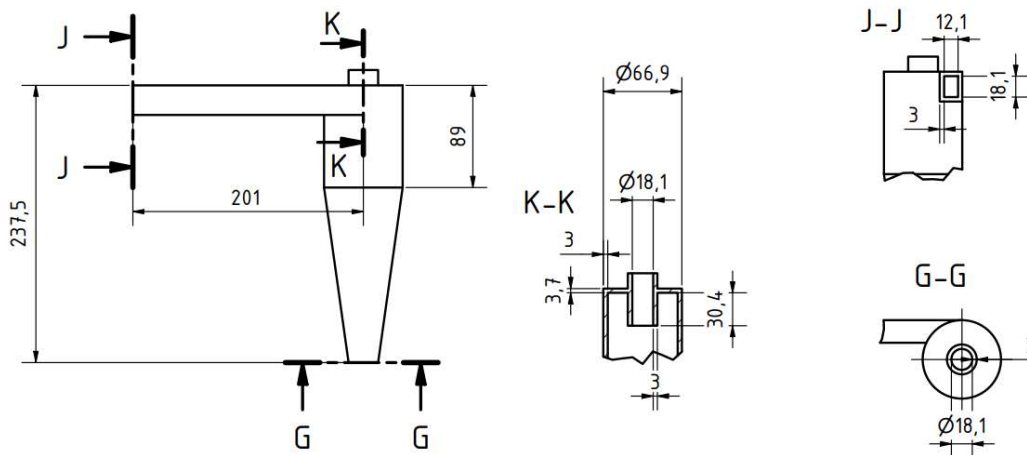 J
K
J-J
12,1
18,1
3
Ø66,9
89
K
J
201
237,5
Ø18,1
K-K
3
3,7
30,4
3
G-G
Ø18,1
G
G